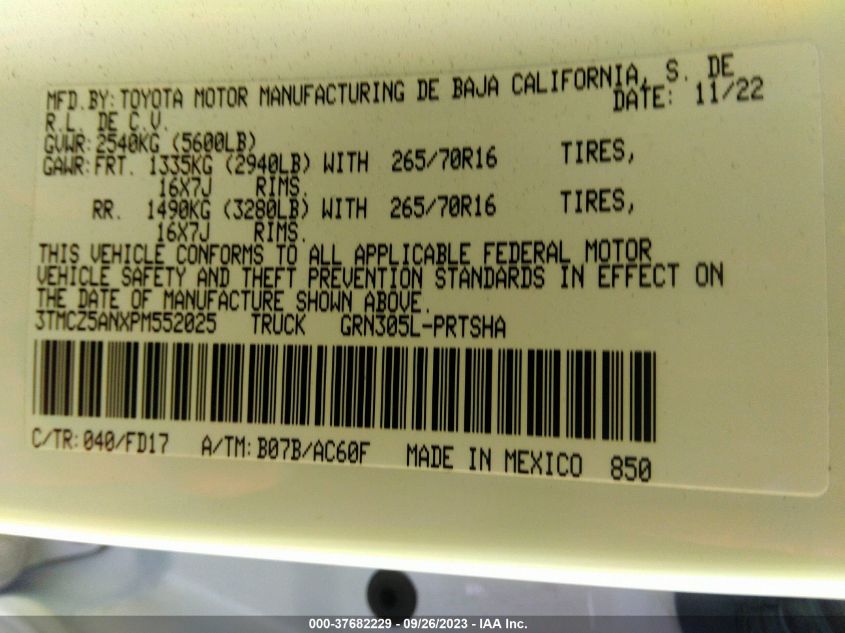 MFD.BY:TOYOTA MOTOR MANUFACTURING DE BAJA CALIFORNIA, S. DE
R.L. DE C.V. DATE: 11/22
GVWR:2540KG (5600LB)
GAWR:FRT. 1335KG (2940LB) WITH 265/70R16 TIRES,
16X7J RIMS.
RR. 1490KG (3280LB) WITH 265/70R16 TIRES,
16X7J RIMS.
THIS VEHICLE CONFORMS TO ALL APPLICABLE FEDERAL MOTOR
VEHICLE SAFETY AND THEFT PREVENTION STANDARDS IN EFFECT ON
THE DATE OF MANUFACTURE SHOWN ABOVE.
3TMCZ5ANXPM552025 TRUCK GRN305L-PRTSHA
C/TR:040/FD17 A/TM:B07B/AC60F MADE IN MEXICO 850
000-37682229 - 09/26/2023 - IAA Inc.